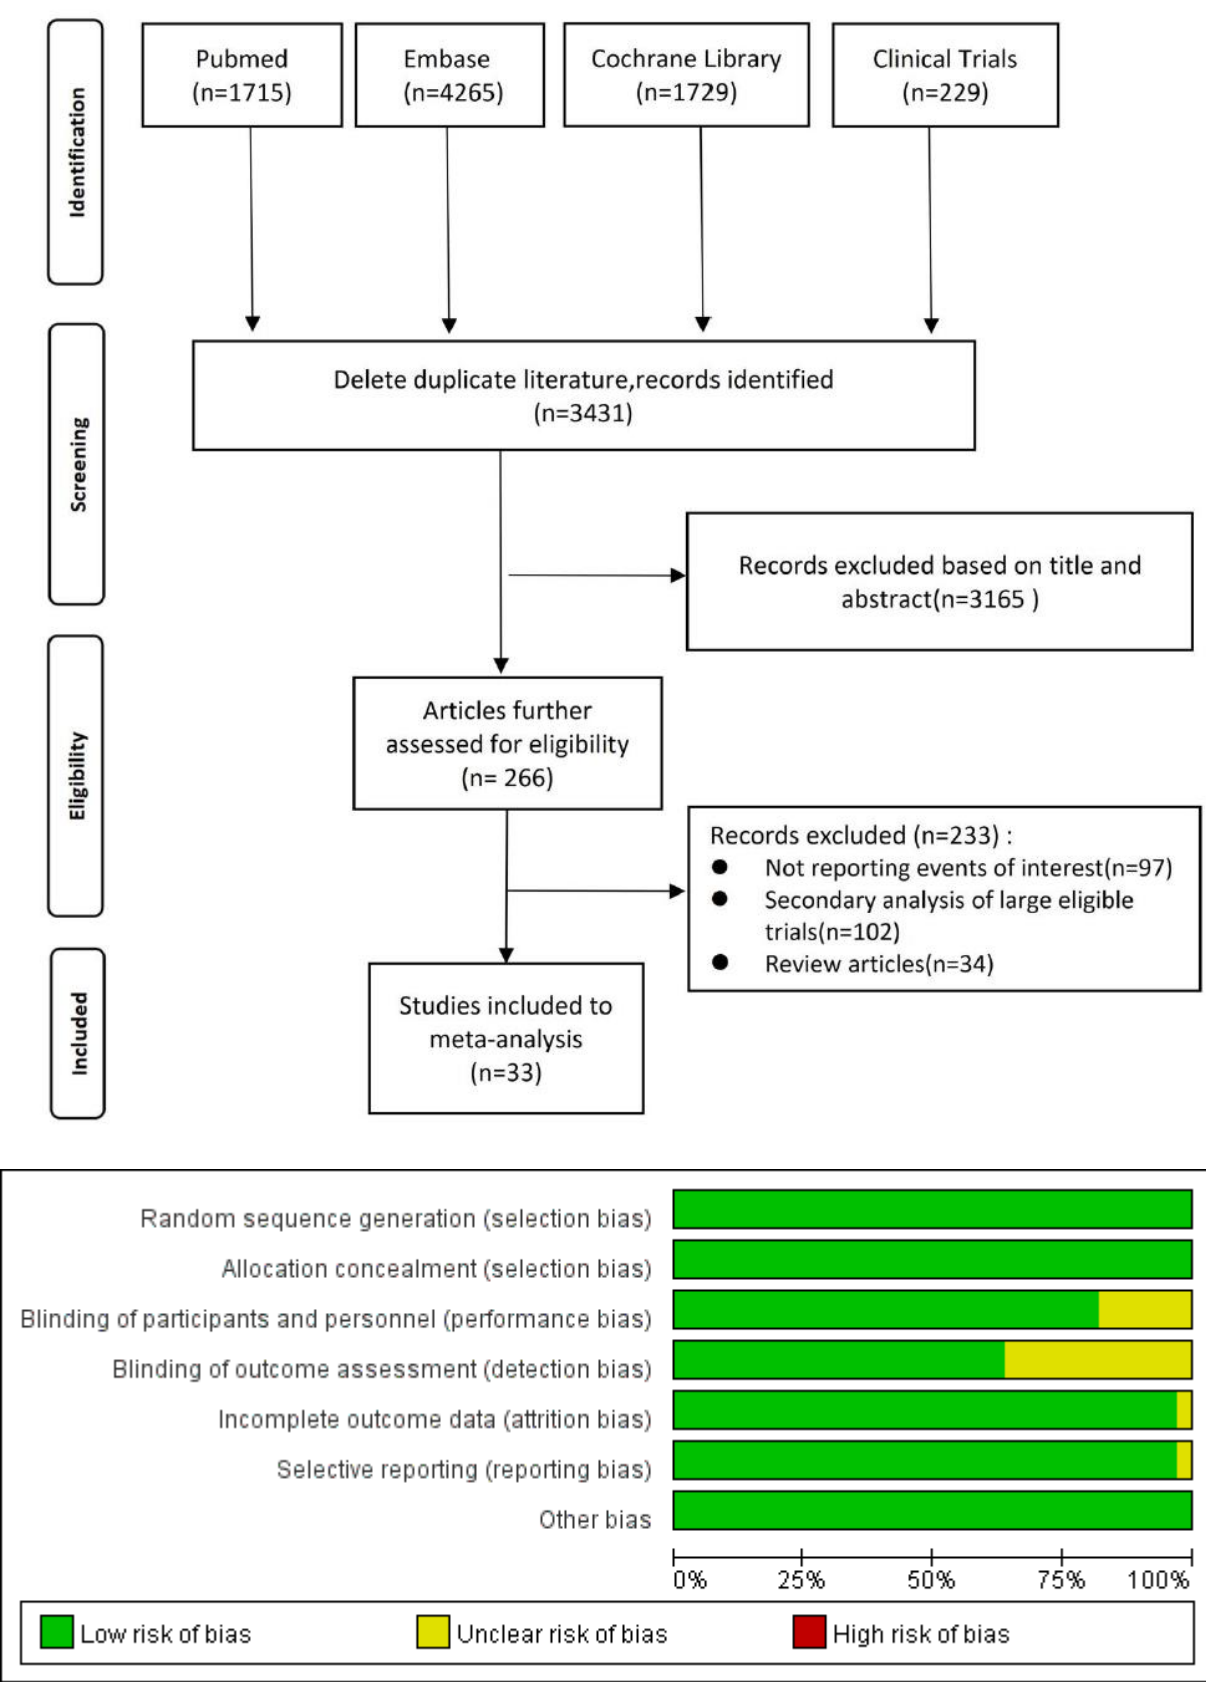 Identification
Pubmed
(n=1715)
Embase
(n=4265)
Cochrane Library
(n=1729)
Clinical Trials
(n=229)
Screening
Delete duplicate literature,records identified
(n=3431)
Records excluded based on title and
abstract(n=3165 )
Eligibility
Articles further
assessed for eligibility
(n= 266)
Records excluded (n=233) :
● Not reporting events of interest(n=97)
● Secondary analysis of large eligible
trials(n=102)
● Review articles(n=34)
Included
Studies included to
meta-analysis
(n=33)
Random sequence generation (selection bias)
Allocation concealment (selection bias)
Blinding of participants and personnel (performance bias)
Blinding of outcome assessment (detection bias)
Incomplete outcome data (attrition bias)
Selective reporting (reporting bias)
Other bias
0% 25% 50% 75% 100%
Low risk of bias Unclear risk of bias High risk of bias